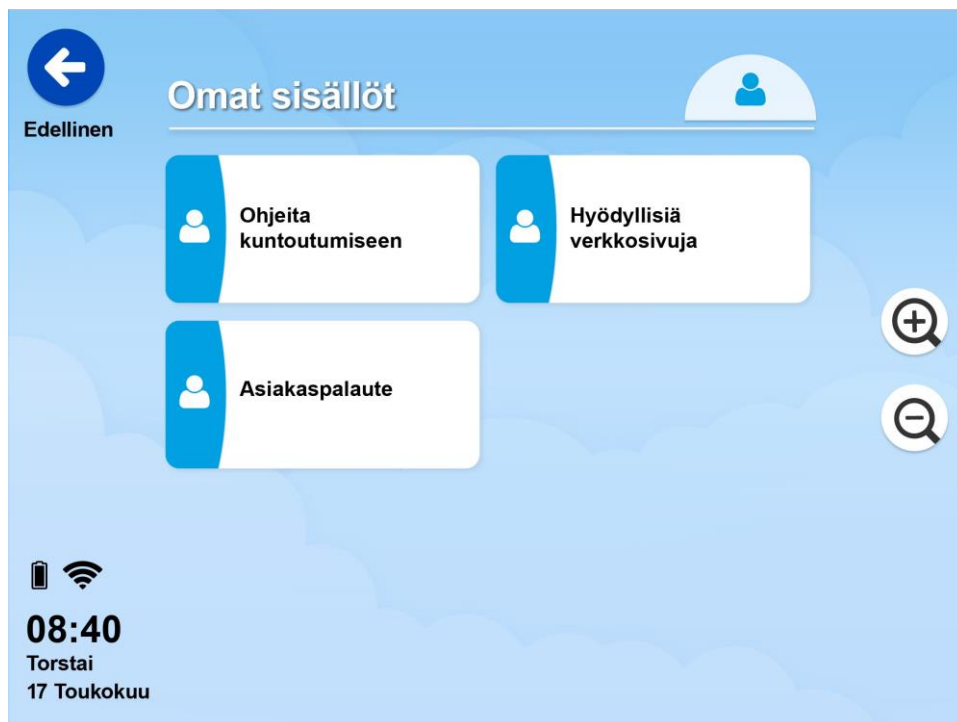 Edellinen
Omat sisällöt
Ohjeita
kuntoutumiseen
Hyödyllisiä
verkkosivuja
Asiakaspalaute
08:40
Torstai
17 Toukokuu